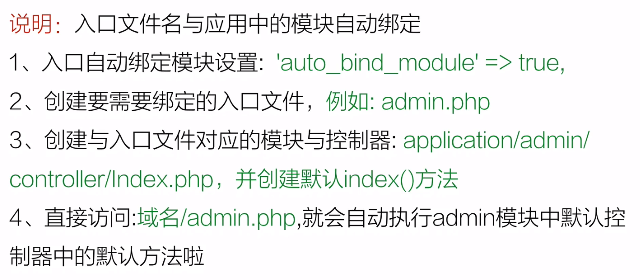 说明：入口文件名与应用中的模块自动绑定
1、入口自动绑定模块设置: 'auto_bind_module' => true,
2、创建要需要绑定的入口文件，例如: admin.php
3、创建与入口文件对应的模块与控制器: application/admin/
controller/Index.php，并创建默认index()方法
4、直接访问:域名/admin.php,就会自动执行admin模块中默认控
制器中的默认方法啦